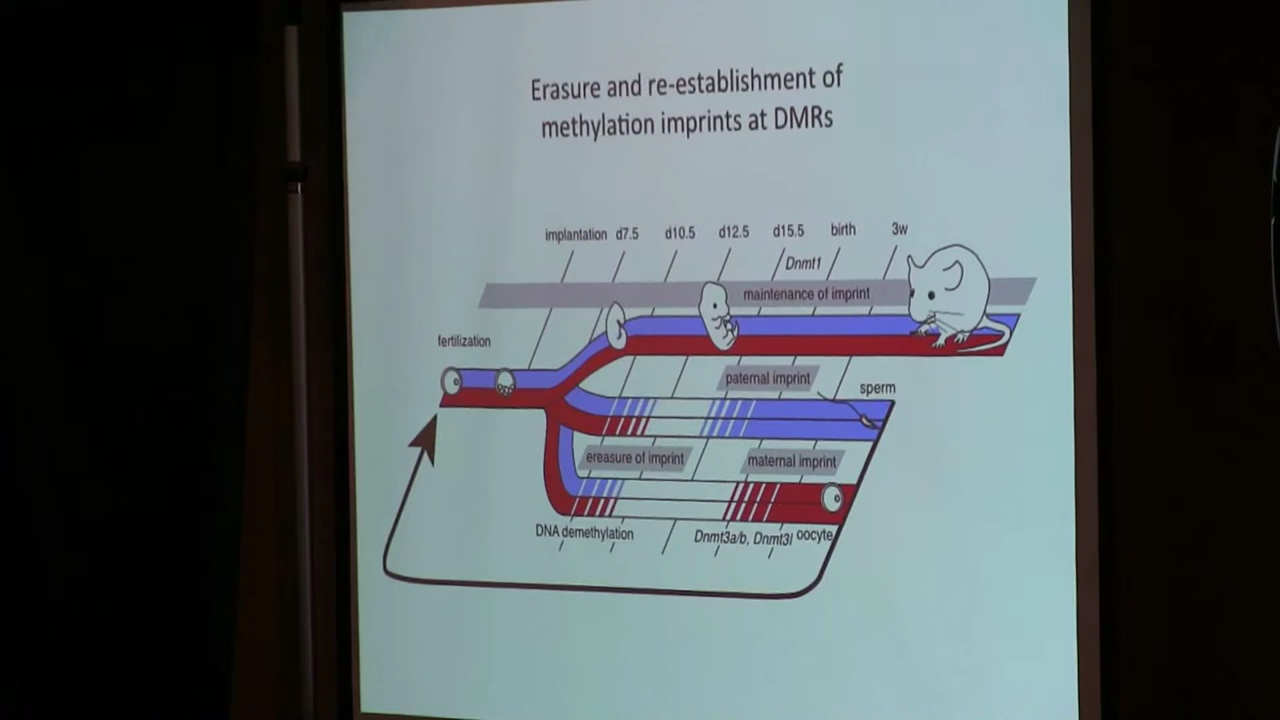 Erasure and re-establishment of
methylation imprints at DMRs
implantation d7.5 d10.5 d12.5 d15.5 birth 3w
Dnmt1
maintenance of imprint
fertilization
paternal imprint
sperm
ereasure of imprint
maternal imprint
DNA demethylation
Dnmt3a/b, Dnmt3l
oocyte